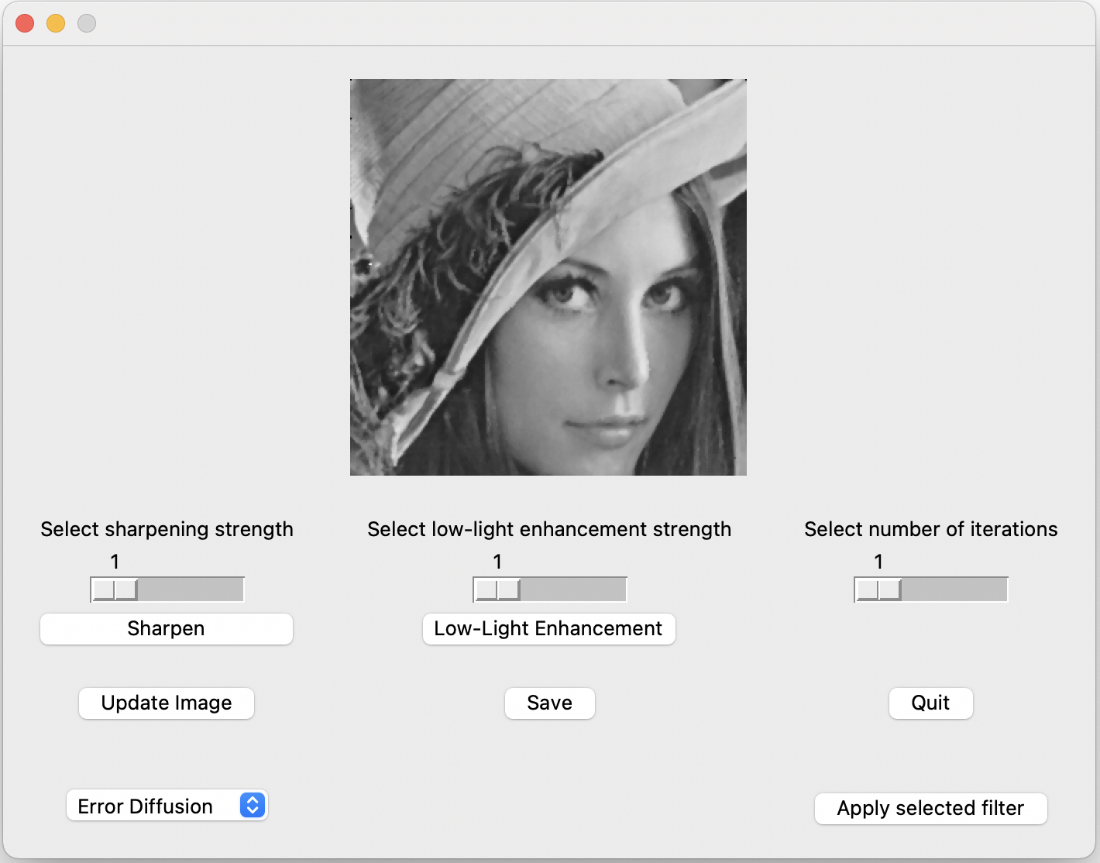 Select sharpening strength
Select low-light enhancement strength
Select number of iterations
1
1
1
Sharpen
Low-Light Enhancement
Update Image
Save
Quit
Error Diffusion
Apply selected filter